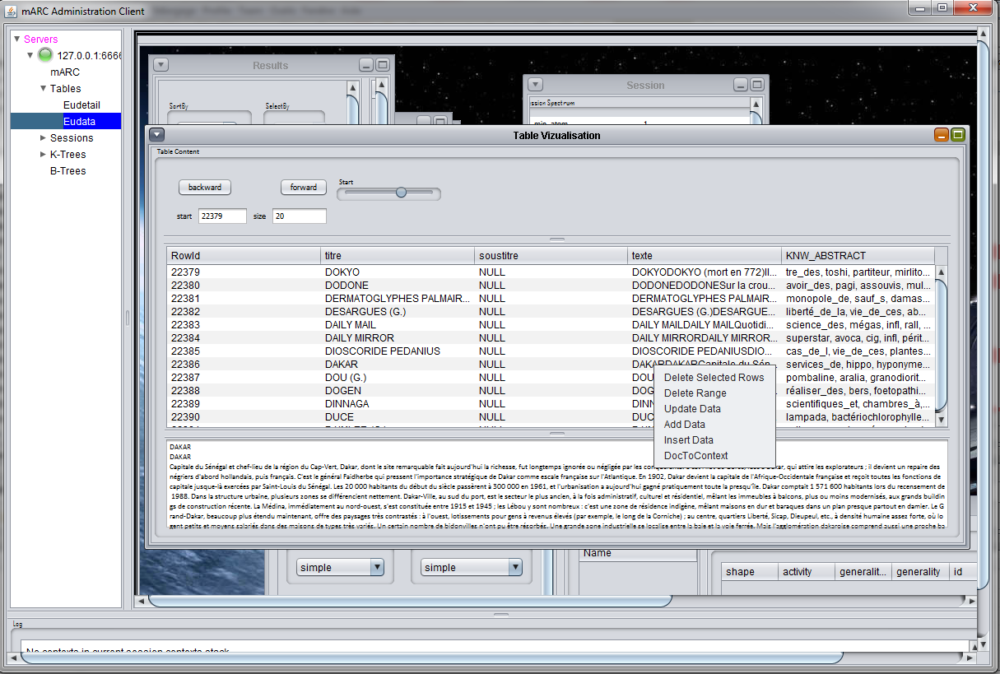 mARC Administration Client
Servers
127.0.0.1:6666
mARC
Tables
Eudetail
Eudata
Sessions
K-Trees
B-Trees
Results
SortBy
SelectBy
Session
ssion Spectrum
min_atom 1
Table Vizualisation
Table Content
backward
forward
Start
start 22379 size 20
RowId titre soustitre texte KNW_ABSTRACT
22379 DOKYO NULL DOKYODOKYO (mort en 772)Il... tre_des, toshi, partiteur, mirlito...
22380 DODONE NULL DODONEDODONESur la crou... avoir_des, pagi, assouvis, mul...
22381 DERMATOGLYPHES PALMAIR... NULL DERMATOGLYPHES PALMAIR... monopole_de, sauf_s, damas...
22382 DESARGUES (G.) NULL DESARGUES (G.)DESARGUE... liberté_de_la, vie_de_ces, ab...
22383 DAILY MAIL NULL DAILY MAILDAILY MAILQuotidi... science_des, mégas, infl, rall, ...
22384 DAILY MIRROR NULL DAILY MIRRORDAILY MIRROR... superstar, avoca, cig, infl, périt...
22385 DIOSCORIDE PEDANIUS NULL DIOSCORIDE PEDANIUSDIO... cas_de_l, vie_de_ces, plantes...
22386 DAKAR NULL DAKARDAKARCapitale du Sén... services_de, hippo, hyponyme...
22387 DOU (G.) NULL DOU pombaline, aralia, granodiorit...
22388 DOGEN NULL DOG réaliser_des, bers, foetopathi...
22389 DINNAGA NULL DINN scientifiques_et, chambres_à,...
22390 DUCE NULL DUC lampada, bactériochlorophylle...
Delete Selected Rows
Delete Range
Update Data
Add Data
Insert Data
DocToContext
DAKAR
DAKAR
Capitale du Sénégal et chef-lieu de la région du Cap-Vert, Dakar, dont le site remarquable fait aujourd'hui la richesse, fut longtemps ignorée ou négligée par les qui attire les explorateurs ; il devient un repaire des
négriers d'abord hollandais, puis français. C'est le général Faidherbe qui pressent l'importance stratégique de Dakar comme escale française sur l'Atlantique. En 1902, Dakar devient la capitale de l'Afrique-Occidentale française et reçoit toutes les fonctions de
capitale jusque-là exercées par Saint-Louis du Sénégal. Les 20 000 habitants du début du siècle passèrent à 300 000 en 1961, et l'urbanisation a aujourd'hui gagné pratiquement toute la presqu'île. Dakar comptait 1 571 600 habitants lors du recensement de
1988. Dans la structure urbaine, plusieurs zones se différencient nettement. Dakar-Ville, au sud du port, est le secteur le plus ancien, à la fois administratif, culturel et résidentiel, mêlant les immeubles à balcons, plus ou moins modernisés, aux grands buildin
gs de construction récente. La Médina, immédiatement au nord-ouest, s'est constituée entre 1915 et 1945 ; les Lébou y sont nombreux : c'est une zone de résidence indigène, mêlant maisons en dur et baraques dans un plan presque partout en damier. Le G
rand-Dakar, beaucoup plus étendu maintenant, offre des paysages très contrastés : à l'ouest, lotissements pour gens à revenus élevés (par exemple, le long de la Corniche) ; au centre, quartiers Liberté, Sicap, Dieupeul, etc., à densité humaine assez forte, où lo
gent petits et moyens salariés dans des maisons de types très variés. Un certain nombre de bidonvilles n'ont pu être résorbés. Une grande zone industrielle se localise entre la baie et la voie ferrée. Mais l'agglomération dakaroise comprend aussi une proche ba
simple
simple
Name
shape activity generalit... generality id
Log
No contexts in current session contexts stack